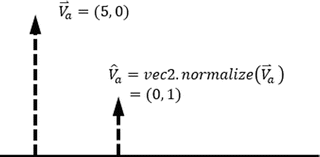 V⃗ₐ = (5, 0)
V̂ₐ = vec2.normalize(V⃗ₐ)
= (0, 1)